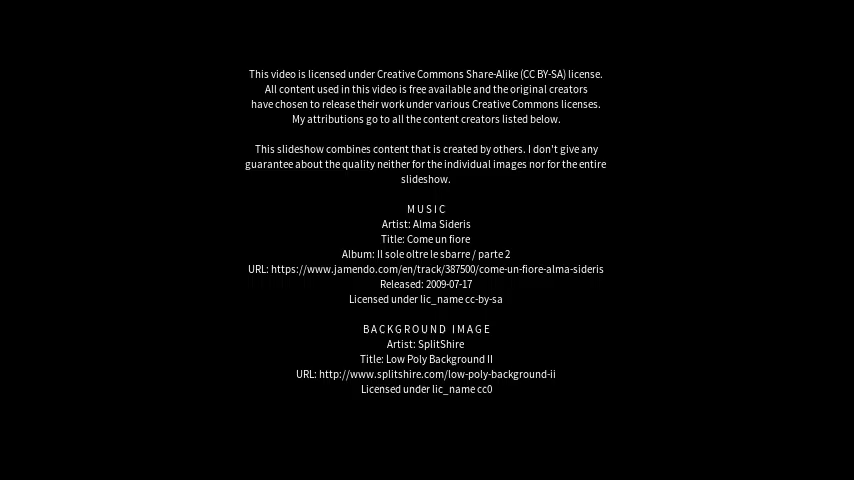 This video is licensed under Creative Commons Share-Alike (CC BY-SA) license.
All content used in this video is free available and the original creators
have chosen to release their work under various Creative Commons licenses.
My attributions go to all the content creators listed below.
This slideshow combines content that is created by others. I don't give any
guarantee about the quality neither for the individual images nor for the entire
slideshow.
MUSIC
Artist: Alma Sideris
Title: Come un fiore
Album: Il sole oltre le sbarre / parte 2
URL: https://www.jamendo.com/en/track/387500/come-un-fiore-alma-sideris
Released: 2009-07-17
Licensed under lic_name cc-by-sa
BACKGROUND IMAGE
Artist: SplitShire
Title: Low Poly Background II
URL: http://www.splitshire.com/low-poly-background-ii
Licensed under lic_name cc0